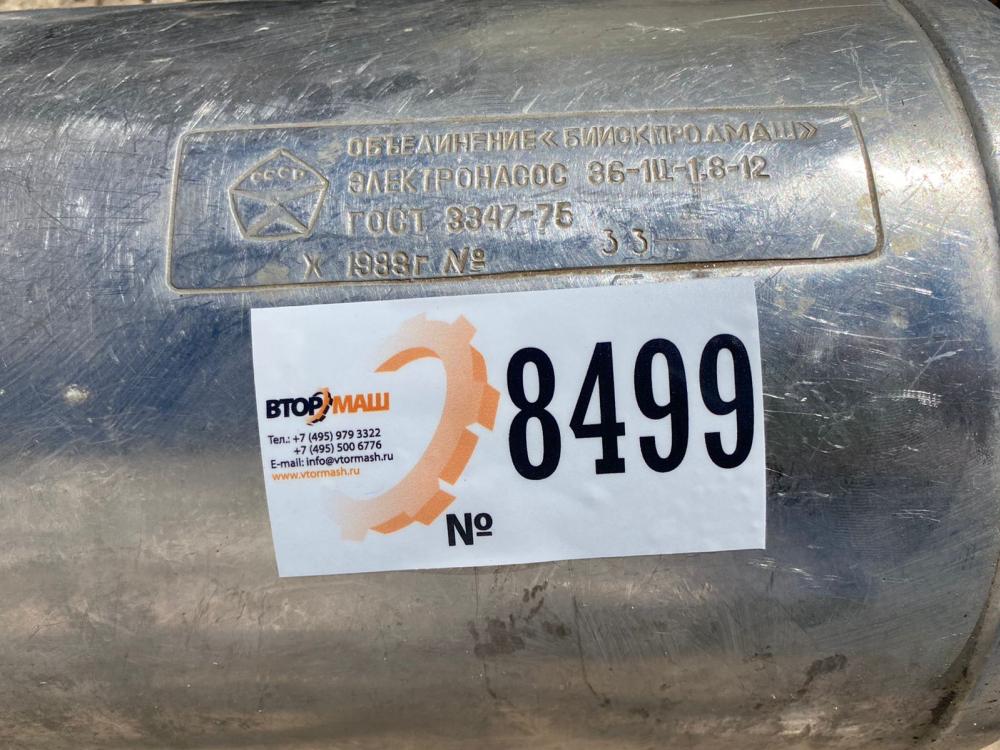 ОБЪЕДИНЕНИЕ «БИЙСКПРОДМАШ»
СССР
ЭЛЕКТРОНАСОС 36-1Ц-1,8-12
ГОСТ 3347-75
X 1988г № 33
ВТОРМАШ
Тел.: +7 (495) 979 3322
+7 (495) 500 6776
E-mail: info@vtormash.ru
www.vtormash.ru
№ 8499